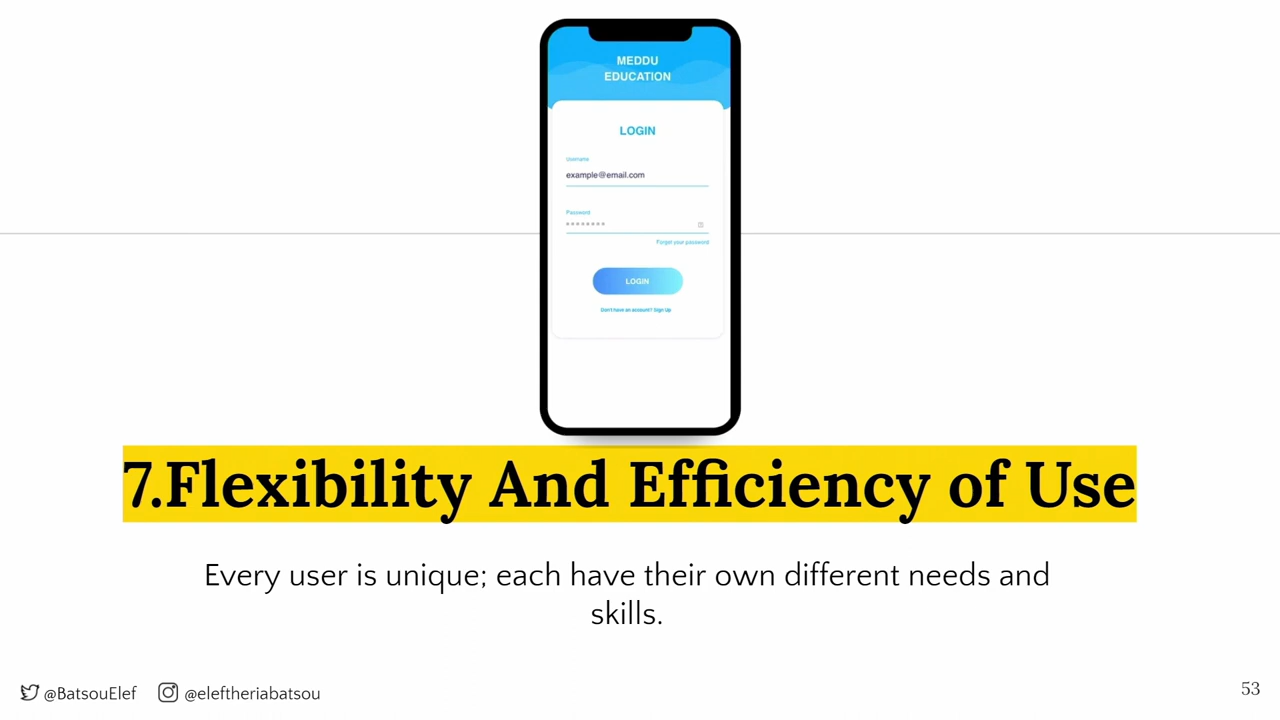 MEDDU
EDUCATION
LOGIN
Username
example@email.com
Password
Forgot your password
LOGIN
Don't have an account? Sign Up
7.Flexibility And Efficiency of Use
Every user is unique; each have their own different needs and
skills.
@BatsouElef @eleftheriabatsou
53